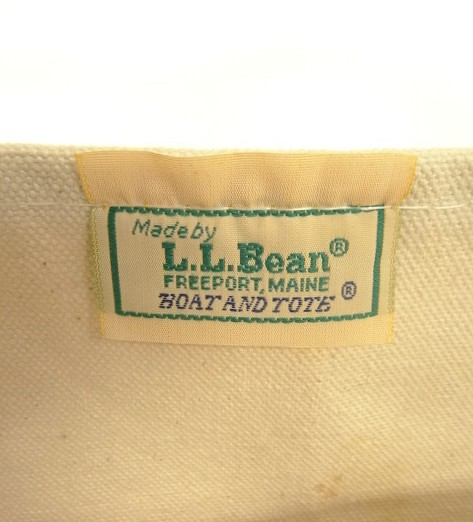 Made by
L.L.Bean®
FREEPORT, MAINE
BOAT AND TOTE ®